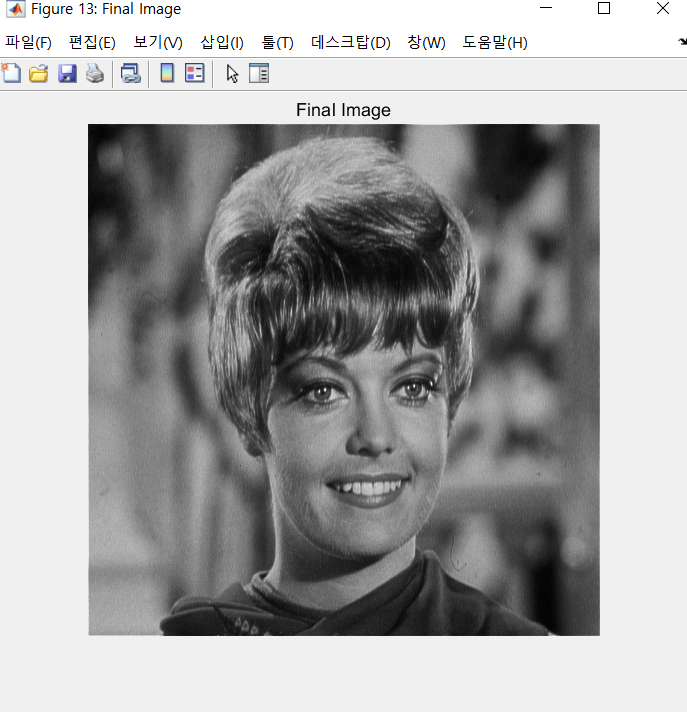 Figure 13: Final Image
파일(F) 편집(E) 보기(V) 삽입(I) 툴(T) 데스크탑(D) 창(W) 도움말(H)
Final Image